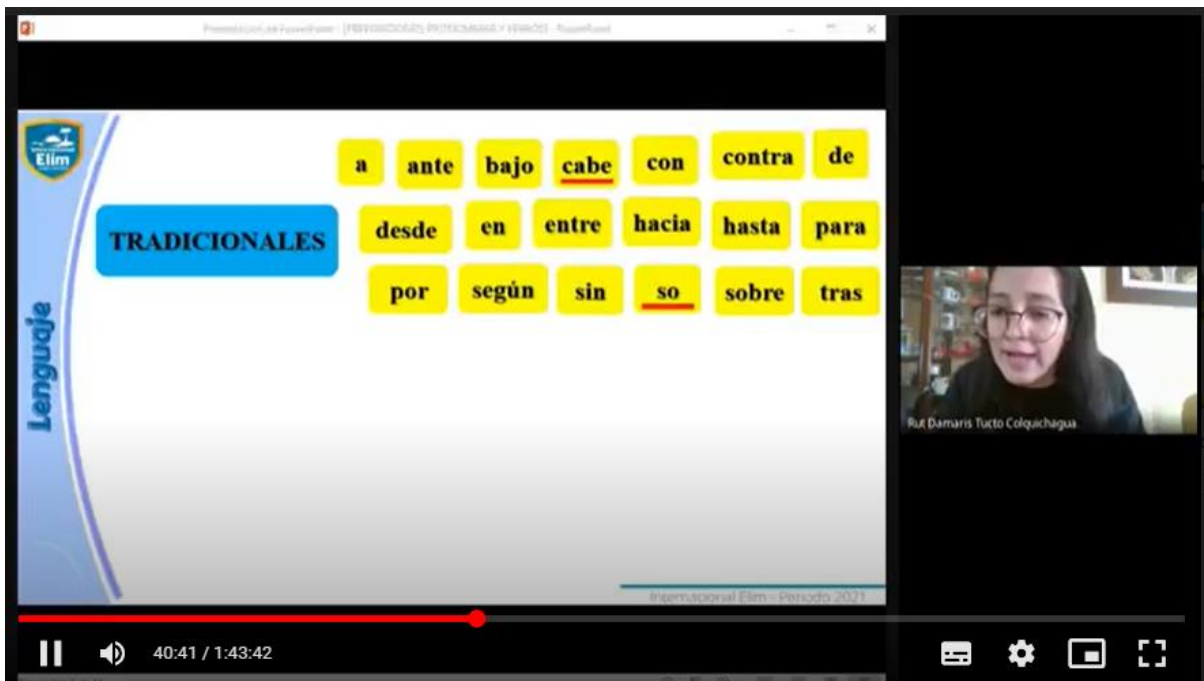 Elim
a ante bajo cabe con contra de
TRADICIONALES
desde en entre hacia hasta para
por según sin so sobre tras
Lenguaje
Rut Damaris Tucto Colquichagua
Internacional Elim - Periodo 2021
40:41 / 1:43:42